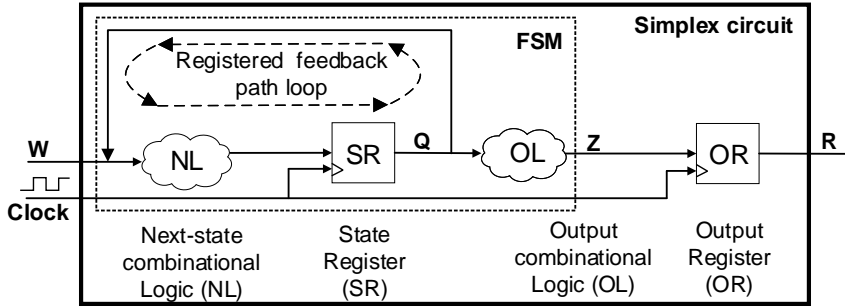 Simplex circuit
FSM
Registered feedback
path loop
W
NL
SR
Q
OL
Z
OR
R
Clock
Next-state
combinational
Logic (NL)
State
Register
(SR)
Output
combinational
Logic (OL)
Output
Register
(OR)